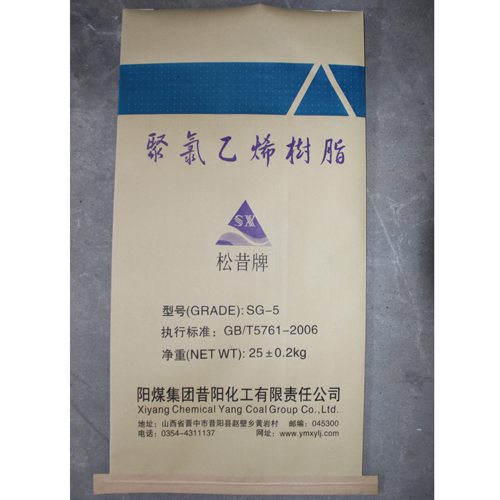 聚氯乙烯樹脂
SX
松昔牌
型号(GRADE): SG-5
执行标准: GB/T5761-2006
净重(NET WT): 25±0.2kg
阳煤集团昔阳化工有限责任公司
Xiyang Chemical Yang Coal Group Co.,Ltd.
地址: 山西省晋中市昔阳县赵壁乡黄岩村 邮编: 045300
电话: 0354-4311137 网址: www.ymxylj.com